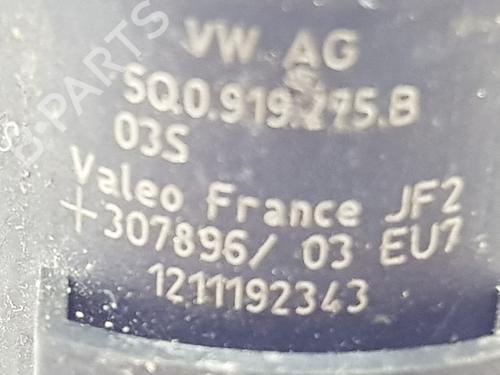 VW AG
5Q0.919.275.B
03S
Valeo France JF2
+307896/ 03 EU7
1211192343
B-PARTS